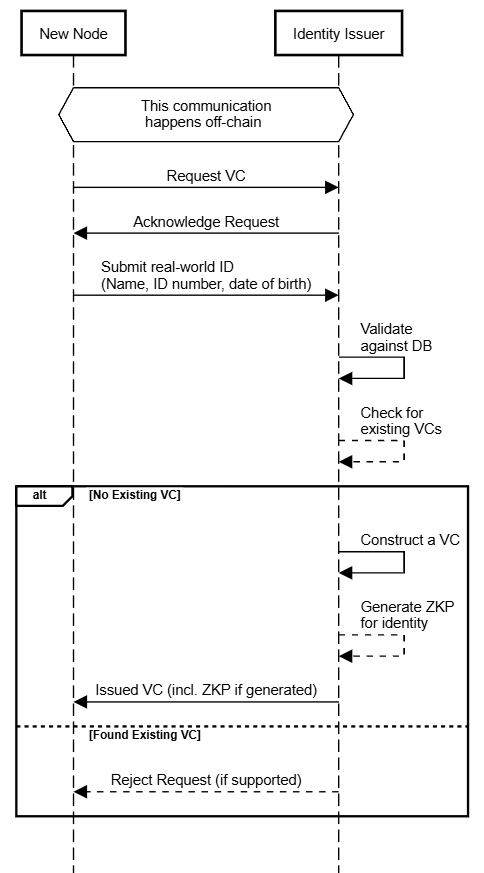 New Node
Identity Issuer
This communication
happens off-chain
Request VC
Acknowledge Request
Submit real-world ID
(Name, ID number, date of birth)
Validate
against DB
Check for
existing VCs
alt
[No Existing VC]
Construct a VC
Generate ZKP
for identity
Issued VC (incl. ZKP if generated)
[Found Existing VC]
Reject Request (if supported)